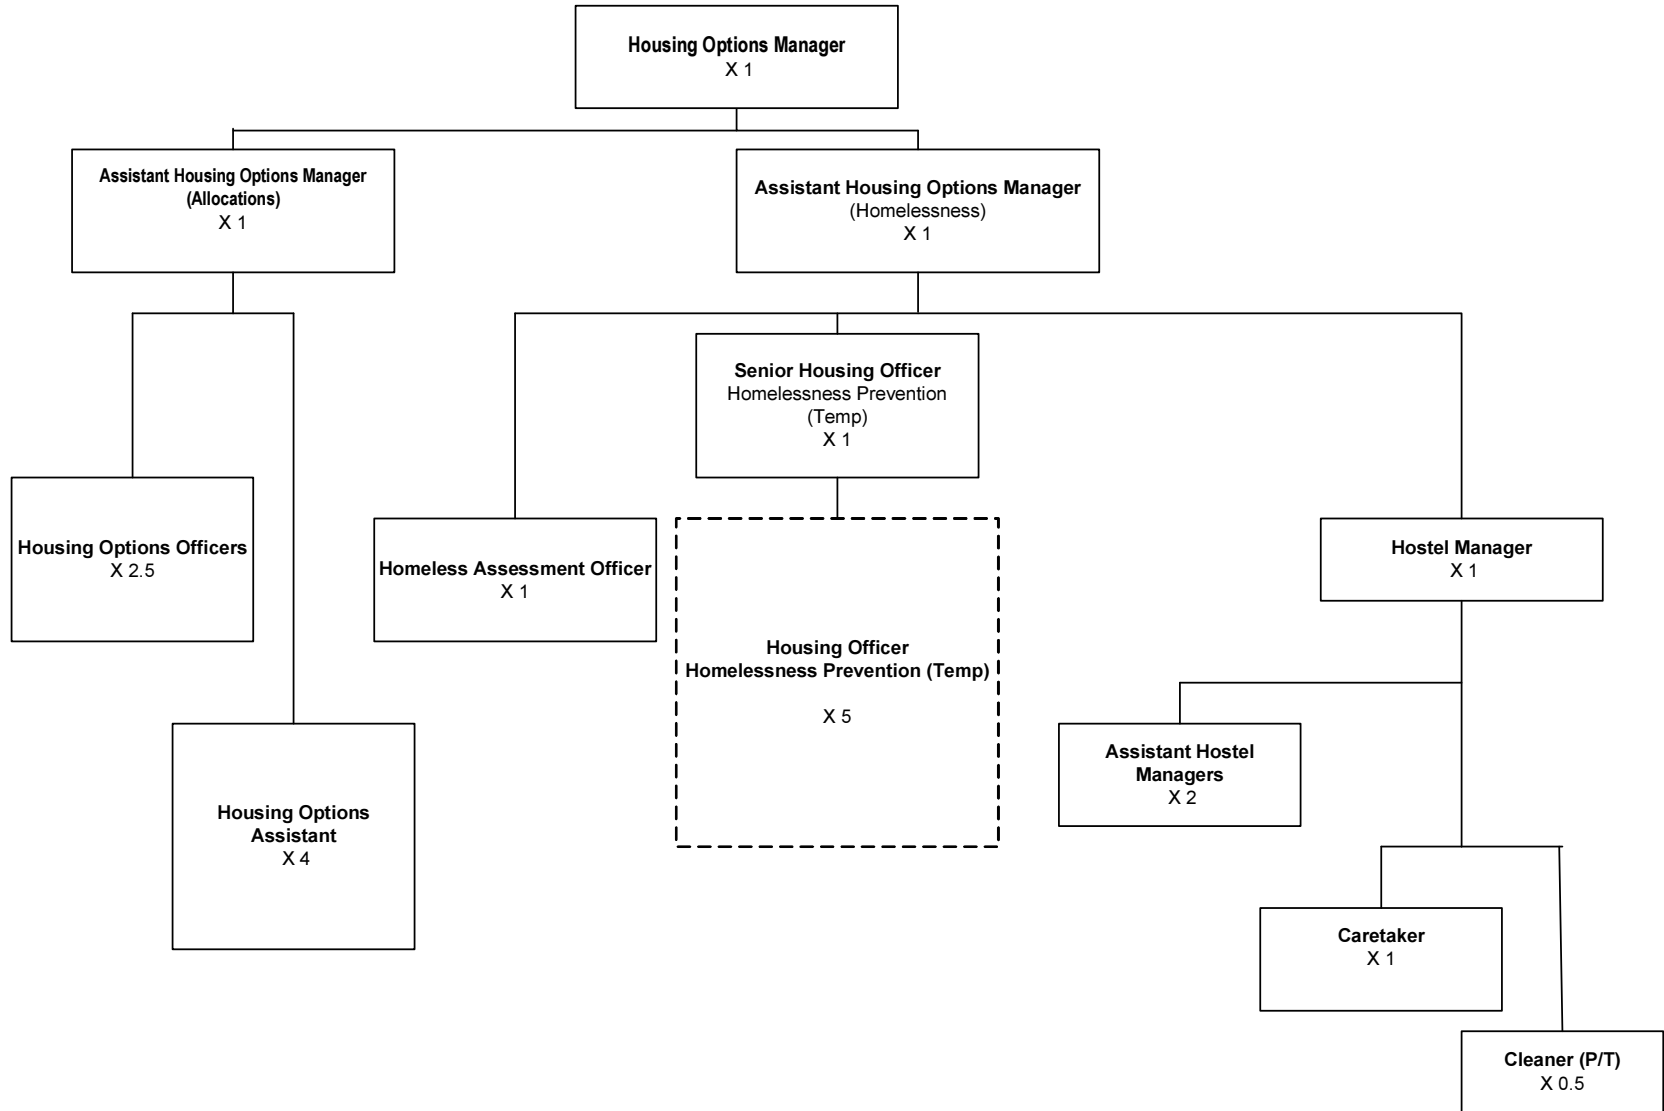 Housing Options Manager
X 1
Assistant Housing Options Manager
(Allocations)
X 1
Assistant Housing Options Manager
(Homelessness)
X 1
Senior Housing Officer
Homelessness Prevention
(Temp)
X 1
Housing Options Officers
X 2.5
Homeless Assessment Officer
X 1
Housing Officer
Homelessness Prevention (Temp)
X 5
Hostel Manager
X 1
Housing Options
Assistant
X 4
Assistant Hostel
Managers
X 2
Caretaker
X 1
Cleaner (P/T)
X 0.5